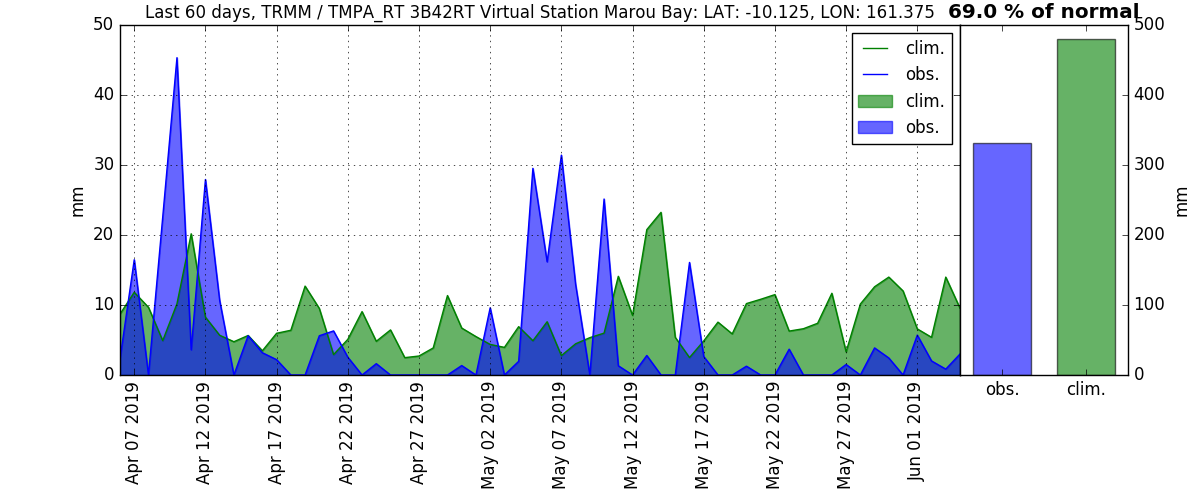 Last 60 days, TRMM / TMPA_RT 3B42RT Virtual Station Marou Bay: LAT: -10.125, LON: 161.375 69.0 % of normal
50
40
30
20
10
0
mm
clim.
obs.
clim.
obs.
500
400
300
200
100
0
mm
Apr 07 2019
Apr 12 2019
Apr 17 2019
Apr 22 2019
Apr 27 2019
May 02 2019
May 07 2019
May 12 2019
May 17 2019
May 22 2019
May 27 2019
Jun 01 2019
obs.
clim.